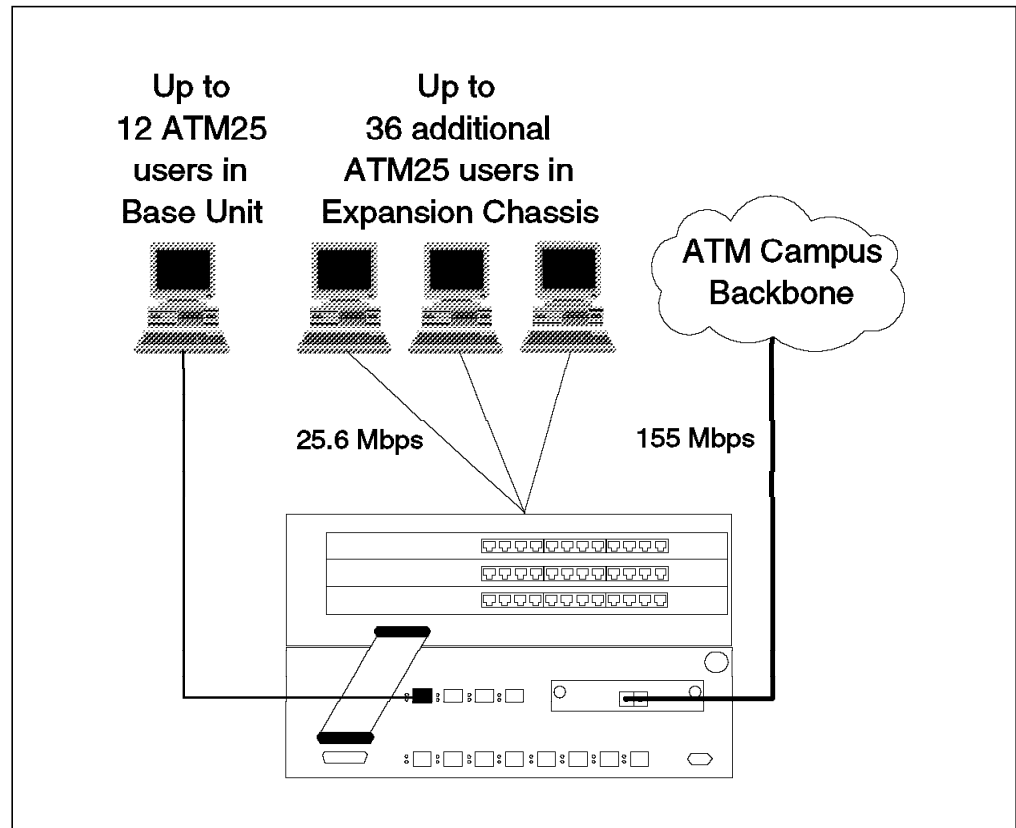 Up to
12 ATM25
users in
Base Unit
Up to
36 additional
ATM25 users in
Expansion Chassis
ATM Campus
Backbone
25.6 Mbps
155 Mbps